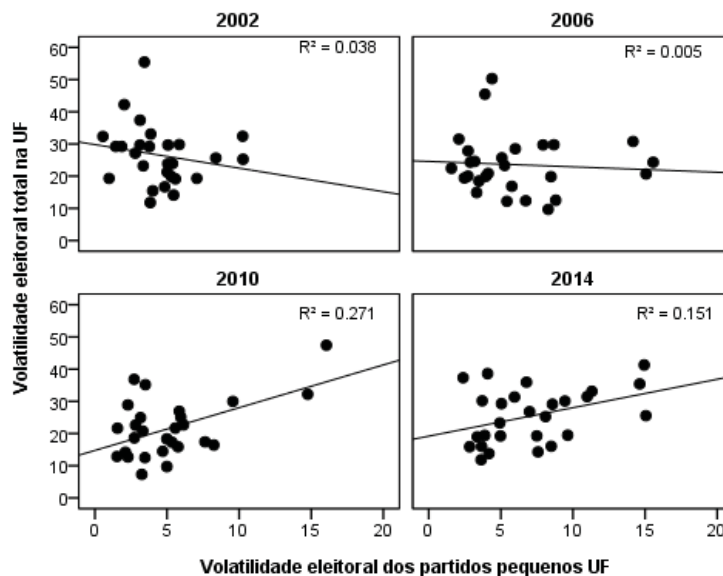 2002
2006
R² = 0.038
R² = 0.005
60
50
40
30
20
10
0
2010
2014
R² = 0.271
R² = 0.151
60
50
40
30
20
10
0
0 5 10 15 20
0 5 10 15 20
Volatilidade eleitoral total na UF
Volatilidade eleitoral dos partidos pequenos UF